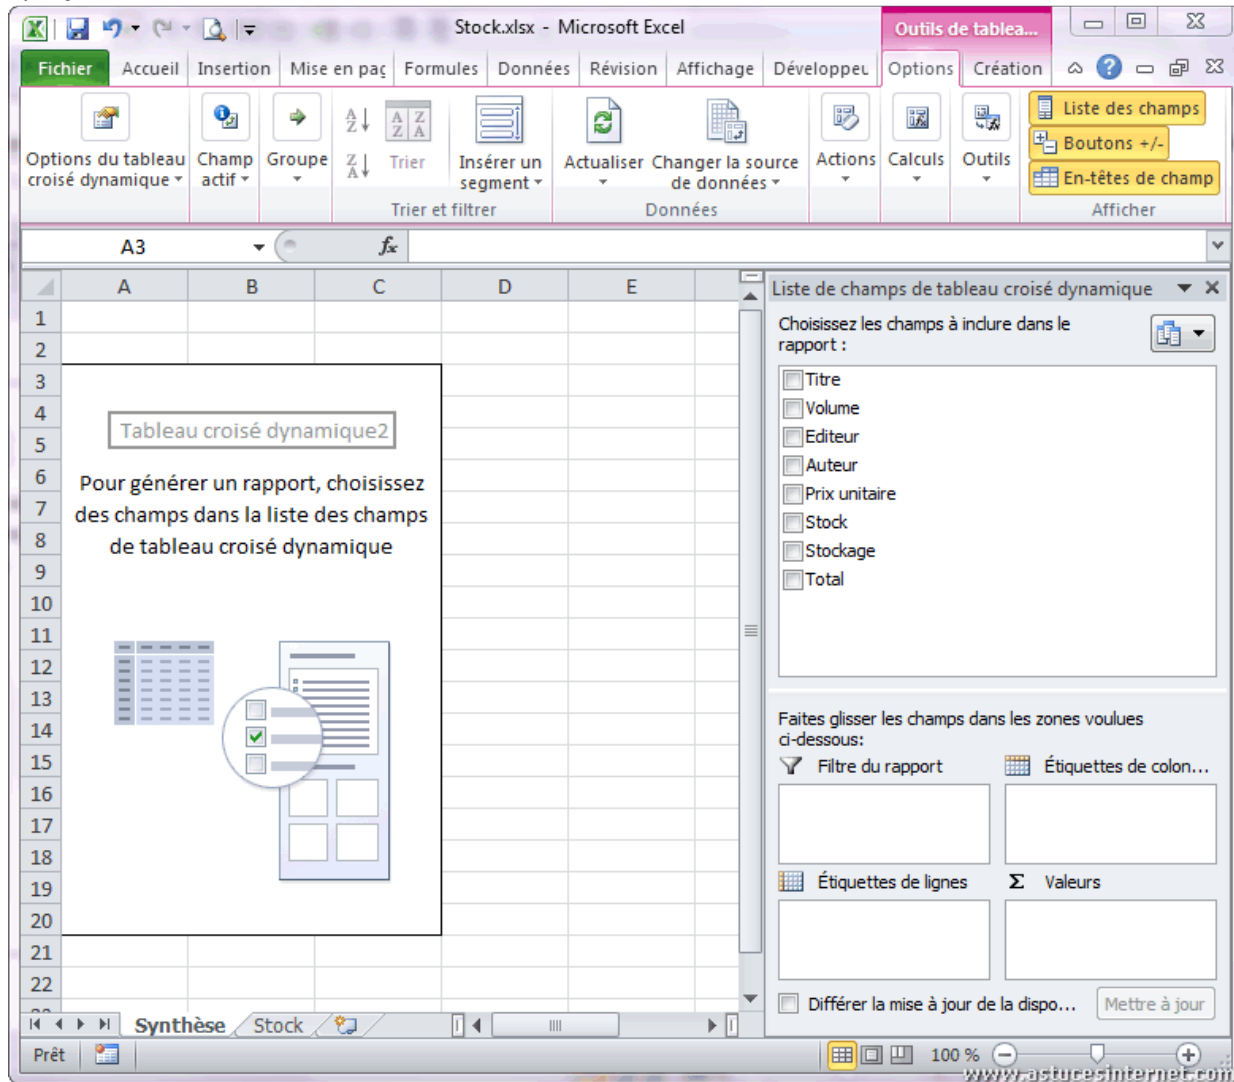 Stock.xlsx - Microsoft Excel
Outils de tablea...
Fichier Accueil Insertion Mise en pag Formules Données Révision Affichage Développeu Options Création
Options du tableau croisé dynamique
Champ actif
Groupe
Trier
Insérer un segment
Actualiser
Changer la source de données
Actions
Calculs
Outils
Liste des champs
Boutons +/-
En-têtes de champ
Trier et filtrer
Données
Afficher
A3
fx
A B C D E
Liste de champs de tableau croisé dynamique
Choisissez les champs à inclure dans le
rapport :
Titre
Volume
Editeur
Auteur
Prix unitaire
Stock
Stockage
Total
1
2
3
4
5
6
7
8
9
10
11
12
13
14
15
16
17
18
19
20
21
22
Tableau croisé dynamique2
Pour générer un rapport, choisissez
des champs dans la liste des champs
de tableau croisé dynamique
Faites glisser les champs dans les zones voulues
ci-dessous:
Filtre du rapport
Étiquettes de colon...
Étiquettes de lignes
Σ Valeurs
Différer la mise à jour de la dispo...
Mettre à jour
Synthèse Stock
Prêt
100 %
www.astucesinternet.com